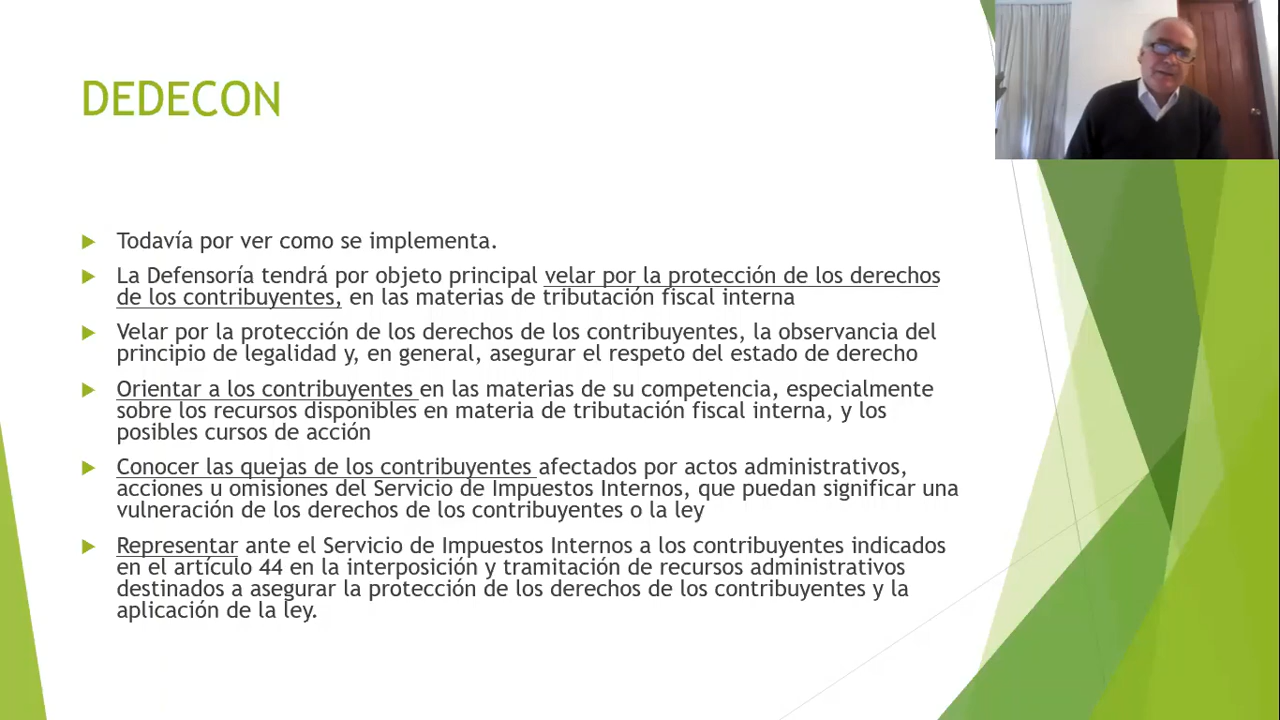 DEDECON
Todavía por ver como se implementa.
La Defensoría tendrá por objeto principal velar por la protección de los derechos
de los contribuyentes, en las materias de tributación fiscal interna
Velar por la protección de los derechos de los contribuyentes, la observancia del
principio de legalidad y, en general, asegurar el respeto del estado de derecho
Orientar a los contribuyentes en las materias de su competencia, especialmente
sobre los recursos disponibles en materia de tributación fiscal interna, y los
posibles cursos de acción
Conocer las quejas de los contribuyentes afectados por actos administrativos,
acciones u omisiones del Servicio de Impuestos Internos, que puedan significar una
vulneración de los derechos de los contribuyentes o la ley
Representar ante el Servicio de Impuestos Internos a los contribuyentes indicados
en el artículo 44 en la interposición y tramitación de recursos administrativos
destinados a asegurar la protección de los derechos de los contribuyentes y la
aplicación de la ley.